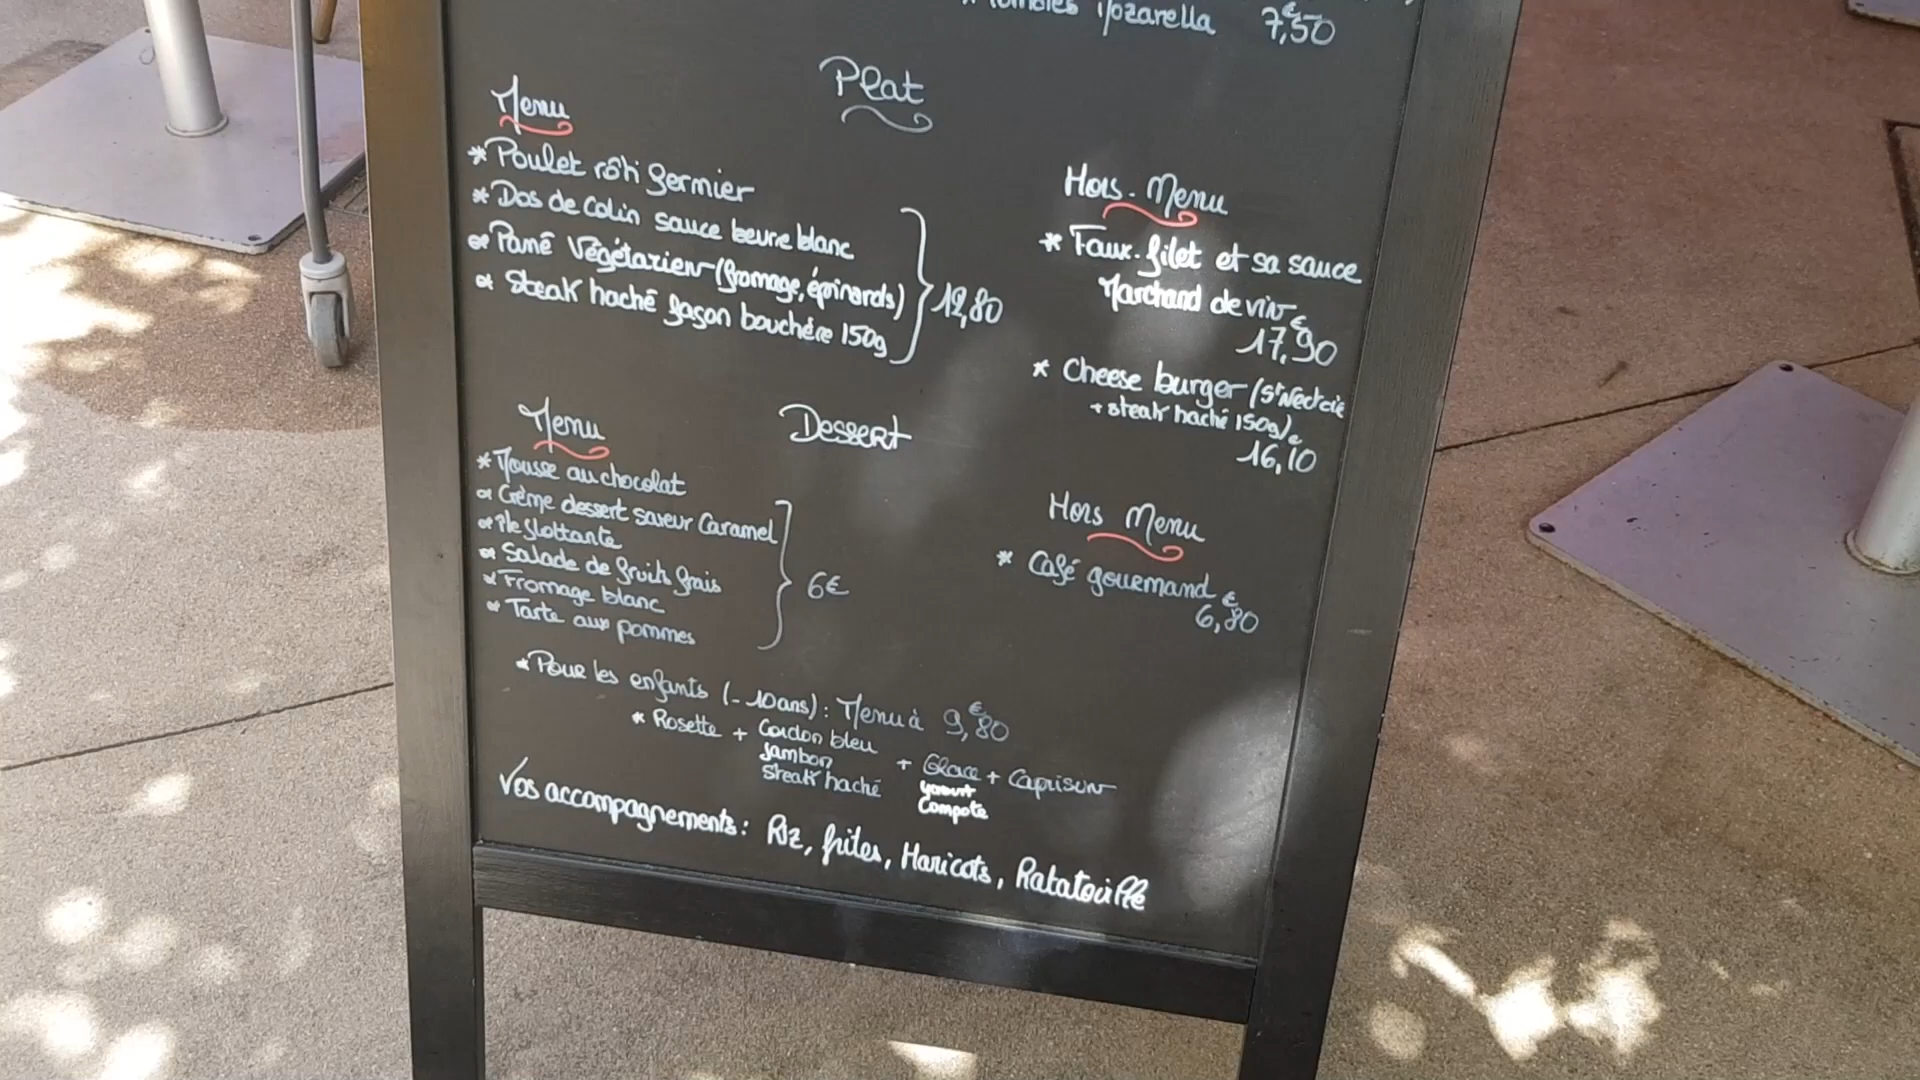 Tomates Mozarella 7,50€
Plat
Menu
* Poulet rôti fermier
* Dos de Colin sauce beurre blanc
* Pané Végétarien (fromage, épinards)
* Steak haché façon bouchère 150g
12,80
Hors-Menu
* Faux-filet et sa sauce
Marchand de vin
17,90€
* Cheese burger (St Nectaire
+ steak haché 150g)
16,10€
Dessert
Menu
* Mousse au chocolat
* Crème dessert saveur Caramel
* Ile flottante
* Salade de fruits frais
* Fromage blanc
* Tarte aux pommes
6€
Hors Menu
* Café gourmand
6,80€
* Pour les enfants (-10ans) : Menu à 9,80€
* Rosette + Cordon bleu + Glace + Caprisun
Jambon yaourt
Steak haché Compote
Vos accompagnements : Riz, frites, Haricots, Ratatouille